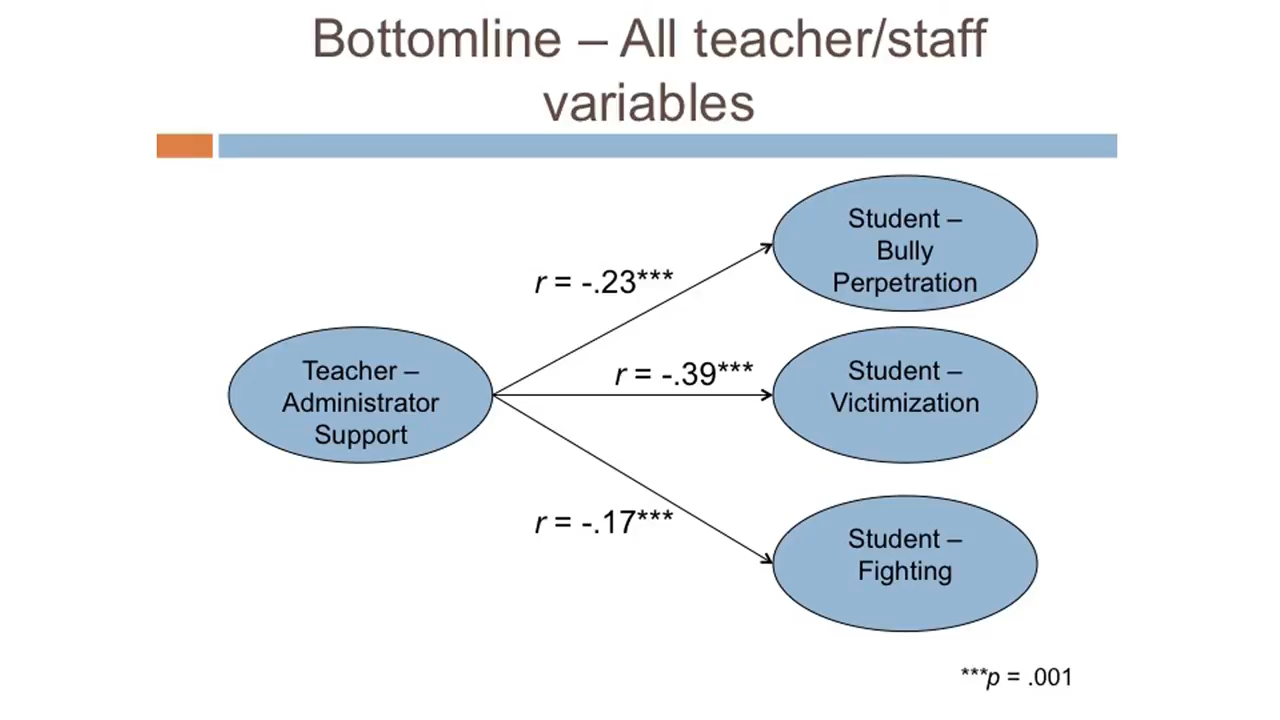 Bottomline – All teacher/staff
variables
Student –
Bully
Perpetration
r = -.23***
Teacher –
Administrator
Support
r = -.39***
Student –
Victimization
r = -.17***
Student –
Fighting
***p = .001